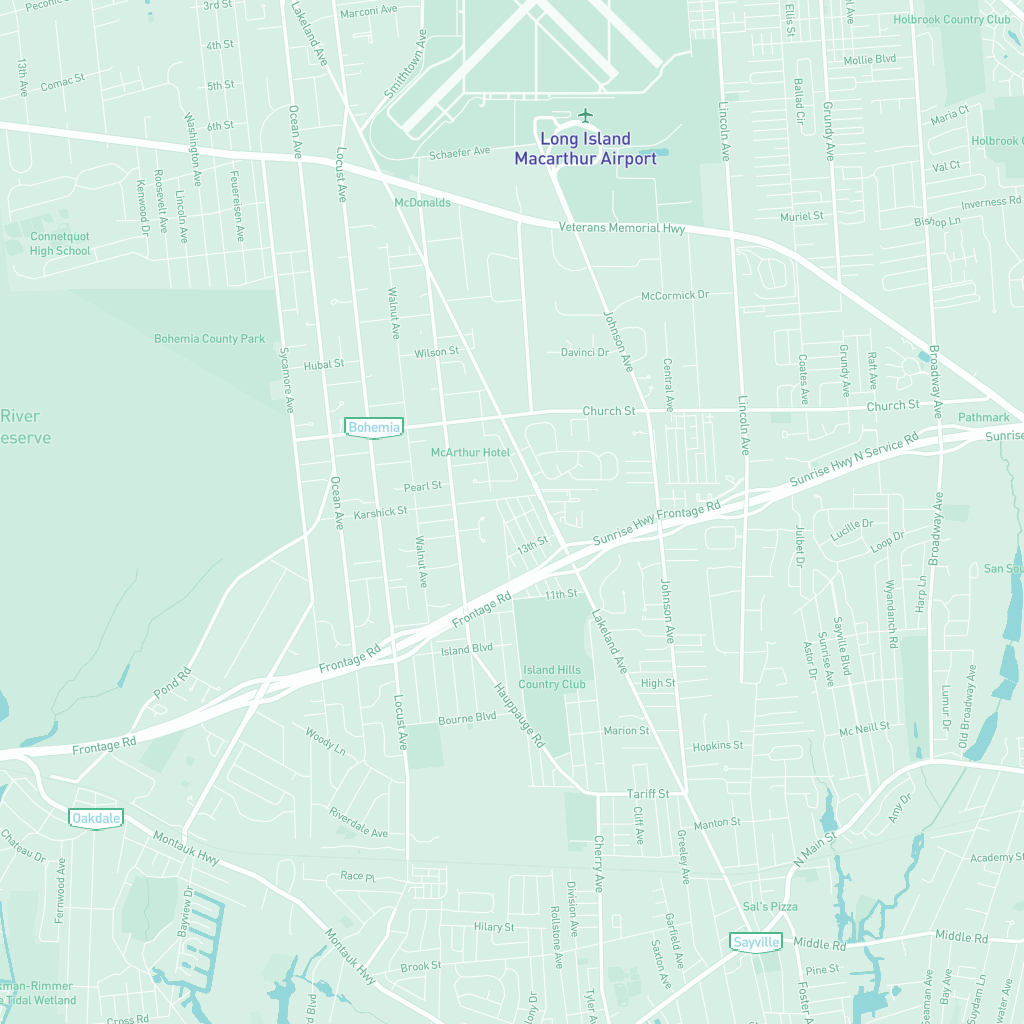 Peconic
3rd St
Marconi Ave
Lakeland Ave
Smithtown Ave
Ellis St
Holbrook Country Club
4th St
Mollie Blvd
13th Ave
Comac St
5th St
Ballad Cir
Washington Ave
Ocean Ave
6th St
Lincoln Ave
Grundy Ave
Maria Ct
Long Island
Macarthur Airport
Schaefer Ave
Holbrook C
Val Ct
Locust Ave
Kenwood Dr
Roosevelt Ave
Lincoln Ave
Feuereisen Ave
McDonalds
Inverness Rd
Muriel St
Bishop Ln
Veterans Memorial Hwy
Connetquot
High School
McCormick Dr
Walnut Ave
Johnson Ave
Bohemia County Park
Hubal St
Wilson St
Davinci Dr
Sycamore Ave
Central Ave
Coates Ave
Grundy Ave
Raft Ave
Broadway Ave
River
eserve
Church St
Church St
Lincoln Ave
Pathmark
Bohemia
Sunrise
McArthur Hotel
Sunrise Hwy N Service Rd
Pearl St
Ocean Ave
Karshick St
Sunrise Hwy Frontage Rd
13th St
Walnut Ave
Julbet Dr
Lucille Dr
Loop Dr
Broadway Ave
San Sou
11th St
Frontage Rd
Johnson Ave
Lakeland Ave
Harp Ln
Wyandanch Rd
Sayville Blvd
Sunrise Ave
Astor Dr
Island Blvd
Frontage Rd
Island Hills
Country Club
High St
Pond Rd
Hauppauge Rd
Lumur Dr
Old Broadway Ave
Locust Ave
Bourne Blvd
Marion St
Mc Neill St
Woody Ln
Hopkins St
Frontage Rd
Tariff St
Amy Dr
Oakdale
Riverdale Ave
Cliff Ave
Manton St
Chateau Dr
Montauk Hwy
Greeley Ave
N Main St
Academy St
Cherry Ave
Fernwood Ave
Race Pl
Bayview Dr
Division Ave
Rollstone Ave
Sal's Pizza
Hilary St
Garfield Ave
Sayville
Middle Rd
Middle Rd
Montauk Hwy
Saxton Ave
Brook St
Pine St
kman-Rimmer
e Tidal Wetland
Cross Rd
d Blvd
lony Dr
Tyler Av
Foster A
Seaman Ave
Bay Ave
Suydam Ln
water Ave